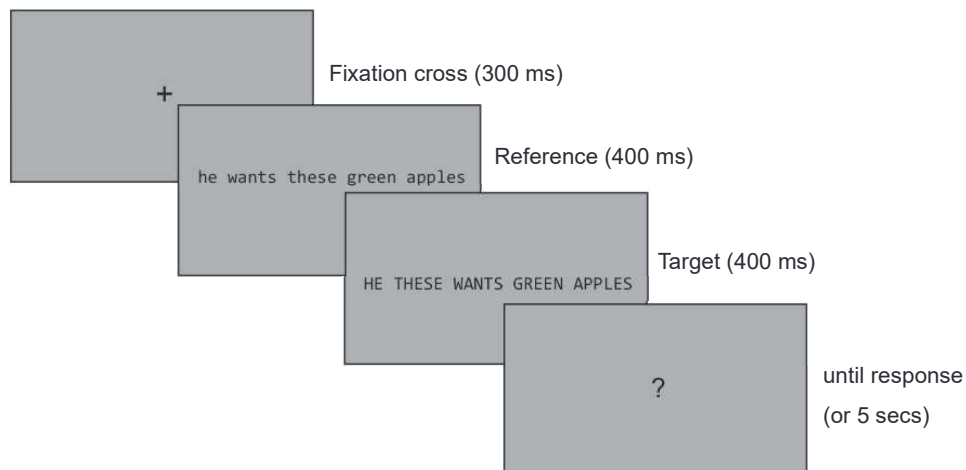 +
Fixation cross (300 ms)
he wants these green apples
Reference (400 ms)
HE THESE WANTS GREEN APPLES
Target (400 ms)
?
until response
(or 5 secs)